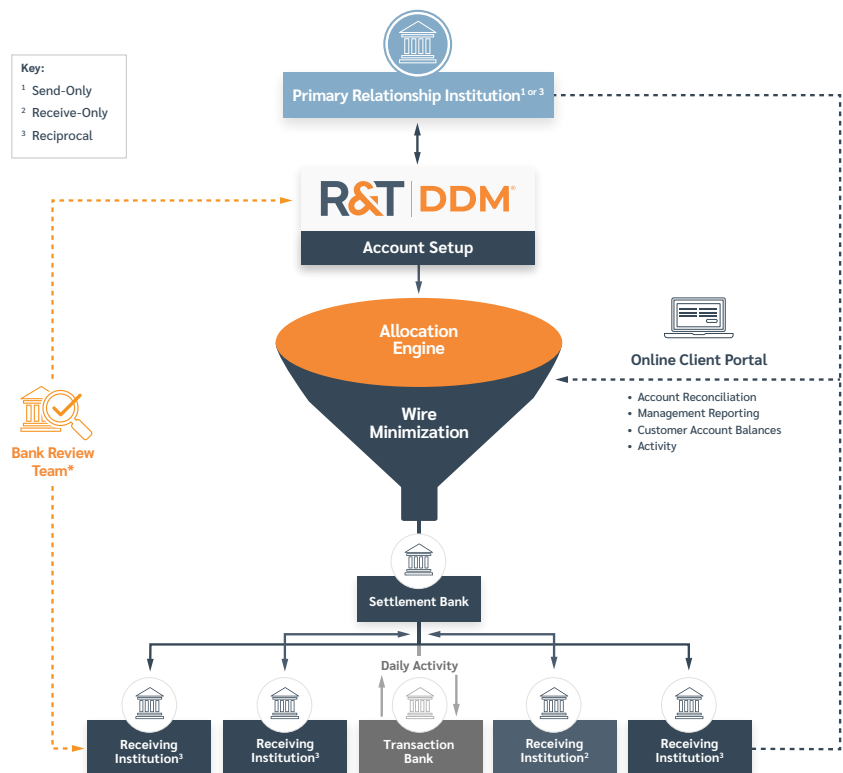 Key:
¹ Send-Only
² Receive-Only
³ Reciprocal
Primary Relationship Institution¹ ᵒʳ ³
R&T | DDM®
Account Setup
Allocation
Engine
Wire
Minimization
Online Client Portal
• Account Reconciliation
• Management Reporting
• Customer Account Balances
• Activity
Bank Review
Team*
Settlement Bank
Daily Activity
Receiving
Institution³
Receiving
Institution³
Transaction
Bank
Receiving
Institution²
Receiving
Institution³